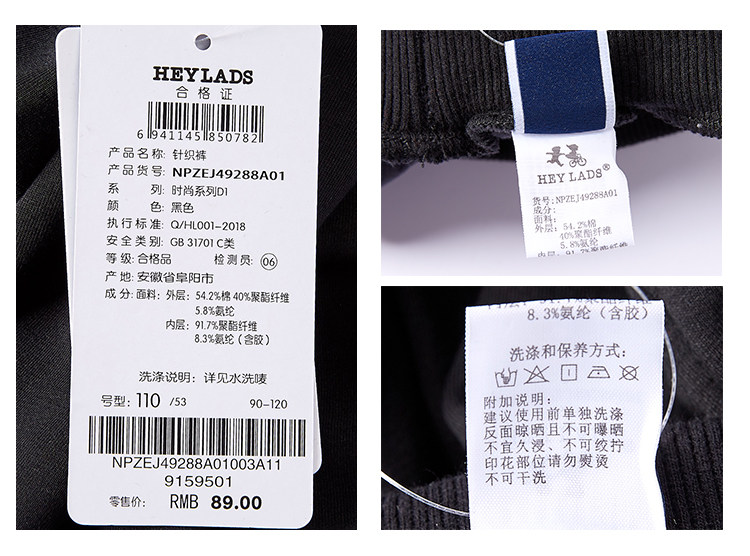 HEYLADS
合格证
6 941145 850782
产品名称: 针织裤
产品货号: NPZEJ49288A01
系 列: 时尚系列D1
颜 色: 黑色
执行标准: Q/HL001-2018
安全类别: GB 31701 C类
等级: 合格品 检测员: 06
产 地: 安徽省阜阳市
成 分: 面料: 外层: 54.2%棉 40%聚酯纤维
5.8%氨纶
内层: 91.7%聚酯纤维
8.3%氨纶(含胶)
洗涤说明: 详见水洗唛
号型: 110 /53 90-120
NPZEJ49288A01003A11
9159501
零售价: RMB 89.00
HEY LADS®
货号: NPZEJ49288A01
成分:
面料:
外层: 54.2%棉
40%聚酯纤维
5.8%氨纶
内层: 91.7%聚酯纤维
8.3%氨纶(含胶)
洗涤和保养方式:
附加说明:
建议使用前单独洗涤
反面晾晒且不可曝晒
不宜久浸、不可绞拧
印花部位请勿熨烫
不可干洗